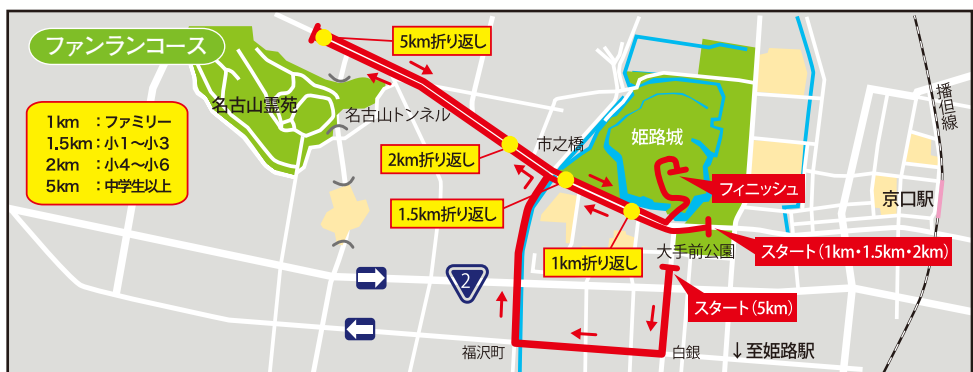 ファンランコース
5km折り返し
名古山霊苑
名古山トンネル
播但線
1km ：ファミリー
1.5km：小1～小3
2km ：小4～小6
5km ：中学生以上
市之橋
姫路城
2km折り返し
フィニッシュ
京口駅
1.5km折り返し
大手前公園
スタート（1km・1.5km・2km）
1km折り返し
2
スタート（5km）
福沢町
白銀
↓至姫路駅